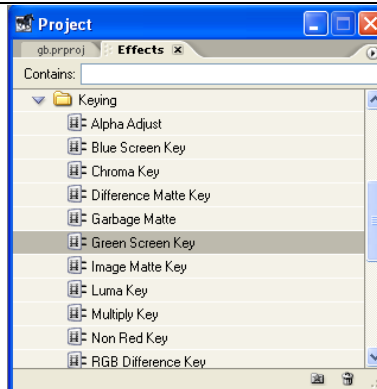 Project
gb.prproj
Effects
Contains:
Keying
Alpha Adjust
Blue Screen Key
Chroma Key
Difference Matte Key
Garbage Matte
Green Screen Key
Image Matte Key
Luma Key
Multiply Key
Non Red Key
RGB Difference Key